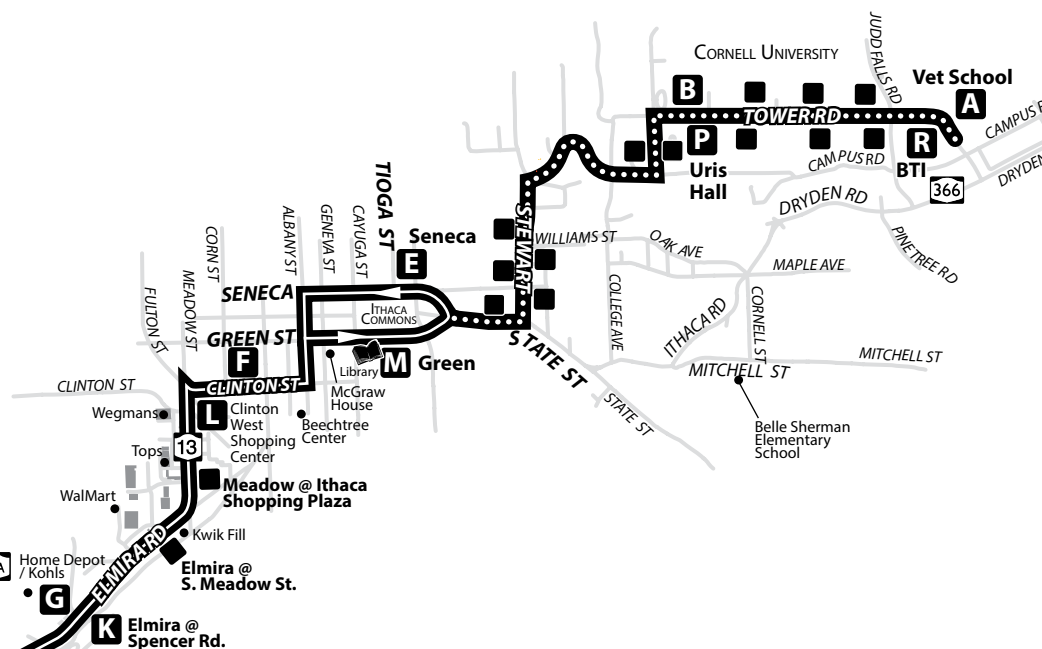 CORNELL UNIVERSITY
JUDD FALLS RD
Vet School
A
B
TOWER RD
P
R
CAMPUS R
Uris
Hall
BTI
CAMPUS RD
DRYDEN
366
DRYDEN RD
TIOGA ST
ALBANY ST
GENEVA ST
CAYUGA ST
STEWART
CORN ST
Seneca
WILLIAMS ST
OAK AVE
PINETREE RD
E
MAPLE AVE
MEADOW ST
FULTON ST
SENECA
ITHACA
COMMONS
COLLEGE AVE
ITHACA RD
CORNELL ST
GREEN ST
STATE ST
F
M
Green
Library
MITCHELL ST
MITCHELL ST
CLINTON ST
CLINTON ST
McGraw
House
STATE ST
Wegmans
L
Clinton
West
Shopping
Center
Beechtree
Center
Belle Sherman
Elementary
School
13
Tops
WalMart
Meadow @ Ithaca
Shopping Plaza
Kwik Fill
ELMIRA RD
A
Home Depot
/ Kohls
Elmira @
S. Meadow St.
G
K
Elmira @
Spencer Rd.